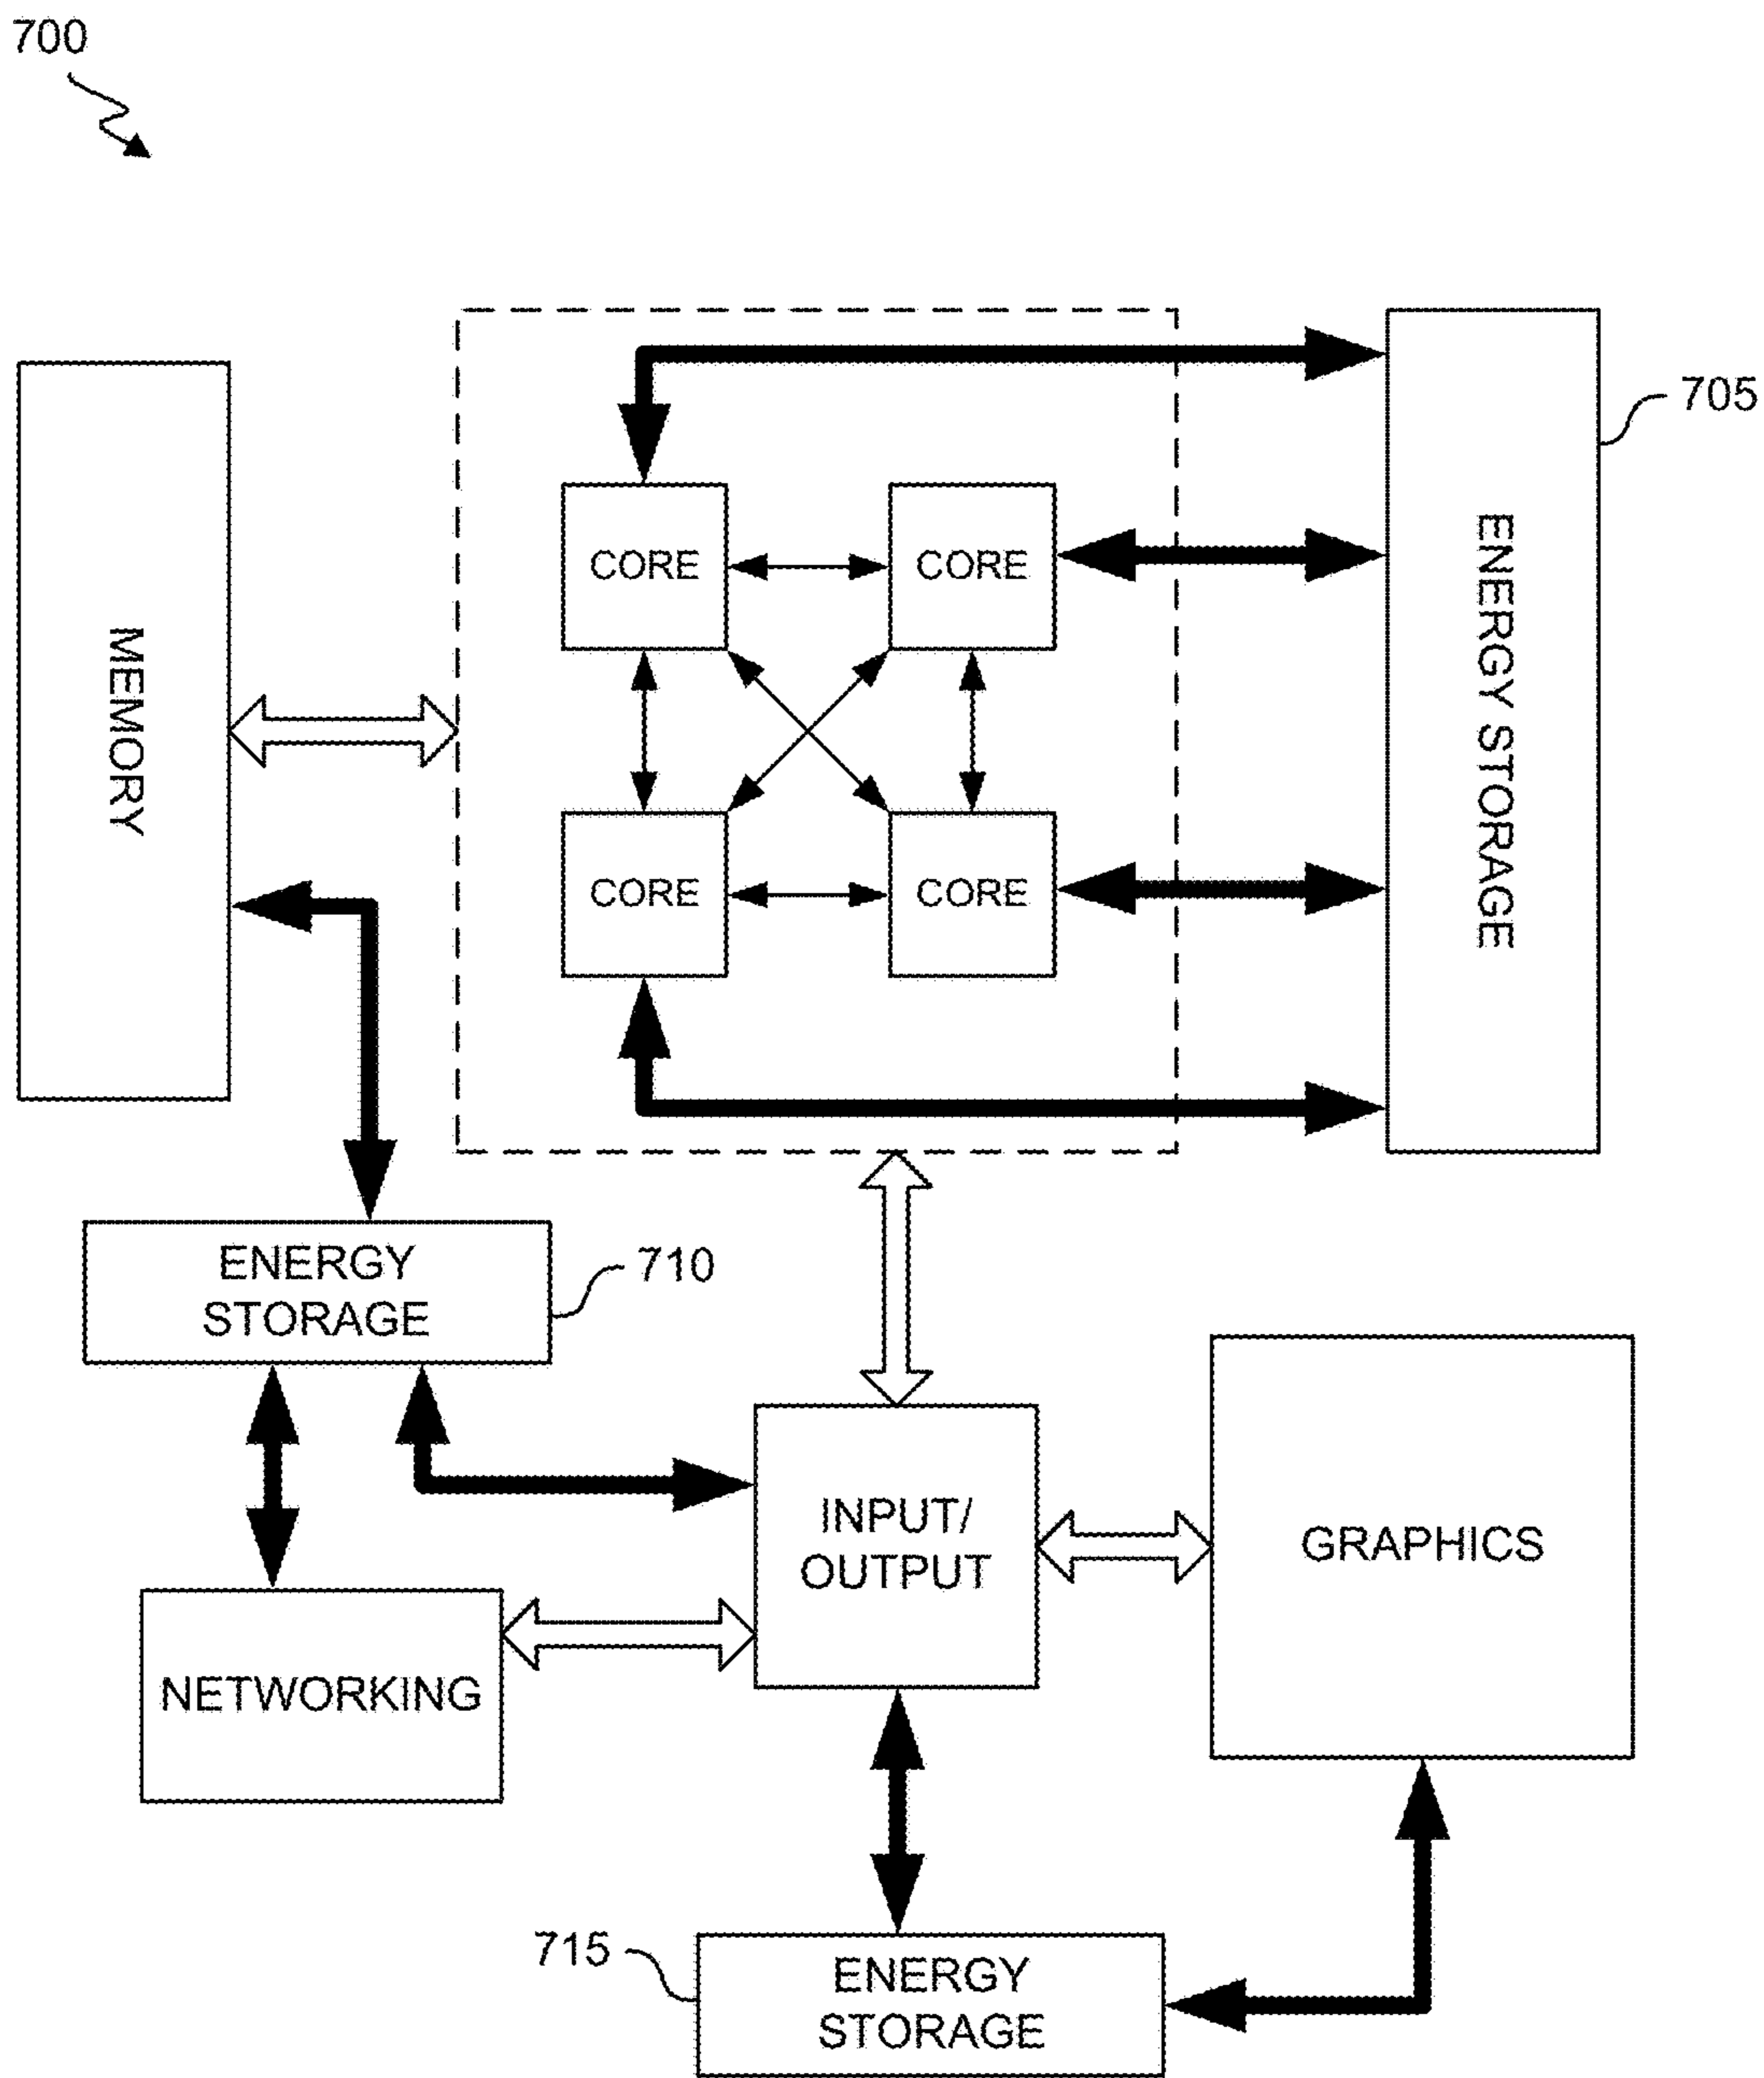 700
705
MEMORY
CORE
CORE
ENERGY STORAGE
CORE
CORE
ENERGY
STORAGE
710
INPUT/
OUTPUT
GRAPHICS
NETWORKING
715
ENERGY
STORAGE